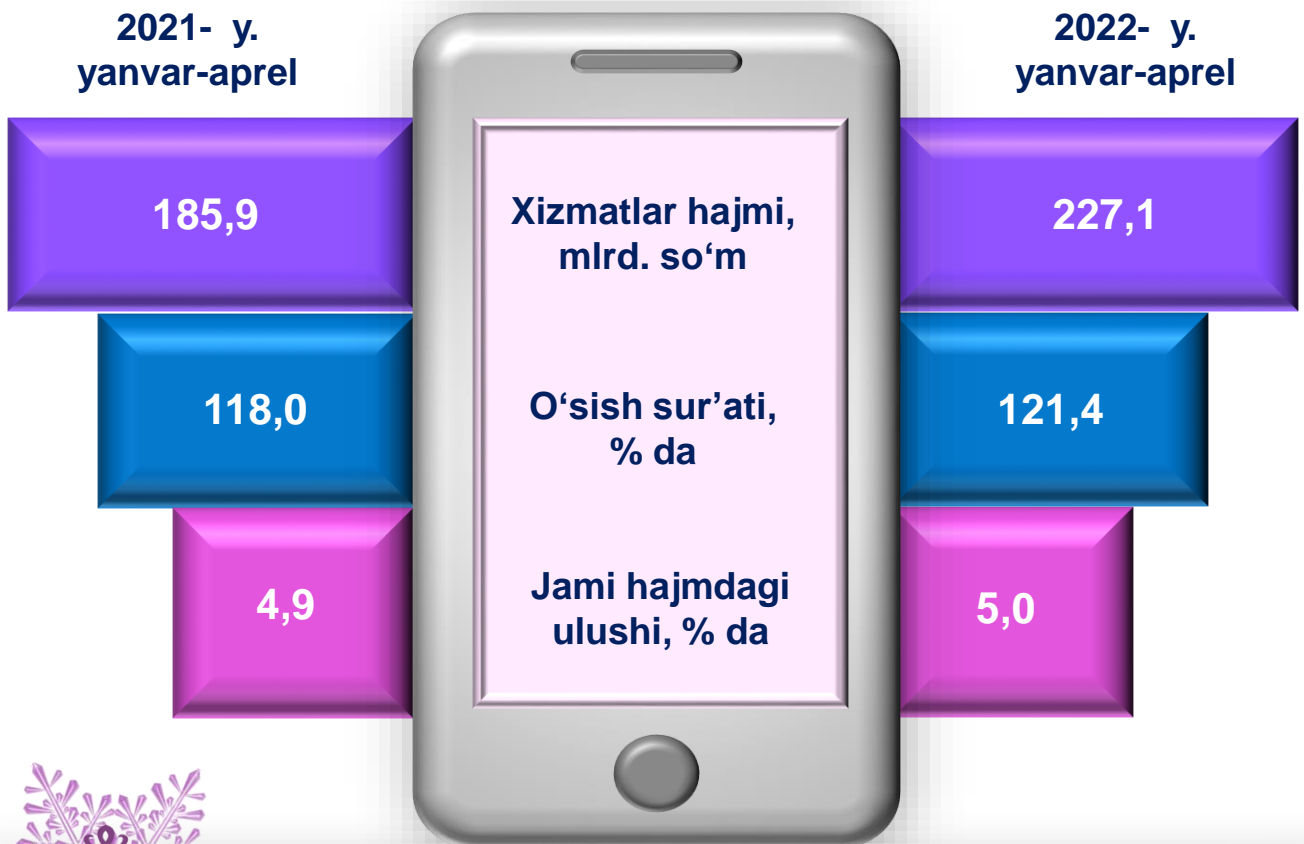 2021- y.
yanvar-aprel
2022- y.
yanvar-aprel
185,9
Xizmatlar hajmi,
mlrd. so‘m
227,1
118,0
O‘sish sur’ati,
% da
121,4
4,9
Jami hajmdagi
ulushi, % da
5,0